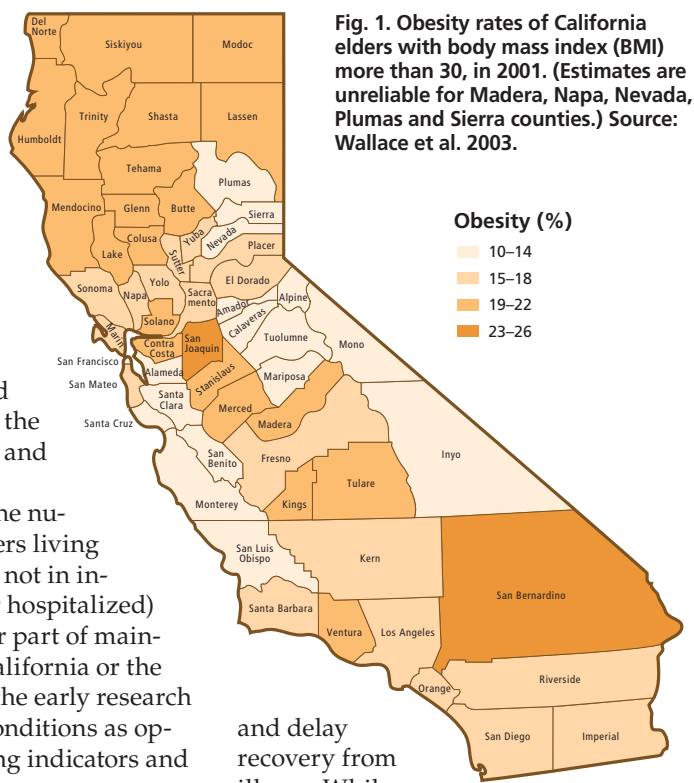 Fig. 1. Obesity rates of California
elders with body mass index (BMI)
more than 30, in 2001. (Estimates are
unreliable for Madera, Napa, Nevada,
Plumas and Sierra counties.) Source:
Wallace et al. 2003.
Obesity (%)
10–14
15–18
19–22
23–26
Del
Norte
Siskiyou
Modoc
Humboldt
Trinity
Shasta
Lassen
Tehama
Plumas
Mendocino
Glenn
Butte
Sierra
Colusa
Yuba
Nevada
Placer
Lake
Sutter
Sonoma
Napa
Yolo
Sacra
mento
El Dorado
Alpine
Amador
Solano
Calaveras
Marin
Contra
Costa
San
Joaquin
Tuolumne
Mono
San Francisco
Alameda
Stanislaus
Mariposa
San Mateo
Santa
Clara
Merced
Santa Cruz
Madera
San
Benito
Fresno
Inyo
Tulare
Monterey
Kings
San Luis
Obispo
Kern
San Bernardino
Santa Barbara
Ventura
Los Angeles
Orange
Riverside
San Diego
Imperial
d
the
and
he nu-
ers living
not in in-
hospitalized)
r part of main-
alifornia or the
he early research
onditions as op-
ng indicators and
and delay
recovery from